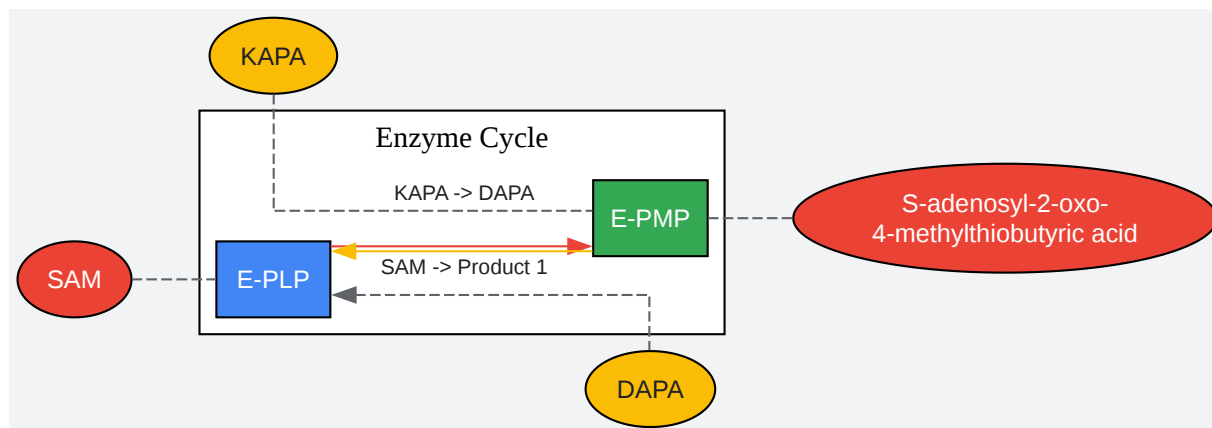 KAPA
Enzyme Cycle
KAPA -> DAPA
E-PMP
S-adenosyl-2-oxo-
4-methylthiobutyric acid
SAM
E-PLP
SAM -> Product 1
DAPA